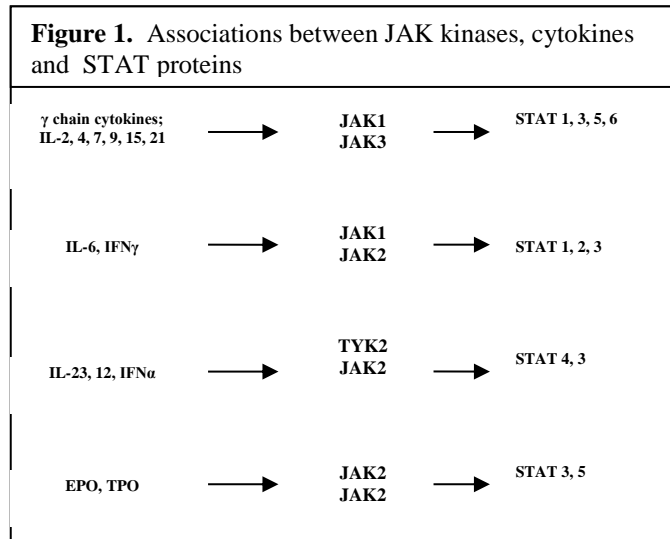 Figure 1. Associations between JAK kinases, cytokines
and STAT proteins
γ chain cytokines;
IL-2, 4, 7, 9, 15, 21
JAK1
JAK3
STAT 1, 3, 5, 6
IL-6, IFNγ
JAK1
JAK2
STAT 1, 2, 3
IL-23, 12, IFNα
TYK2
JAK2
STAT 4, 3
EPO, TPO
JAK2
JAK2
STAT 3, 5